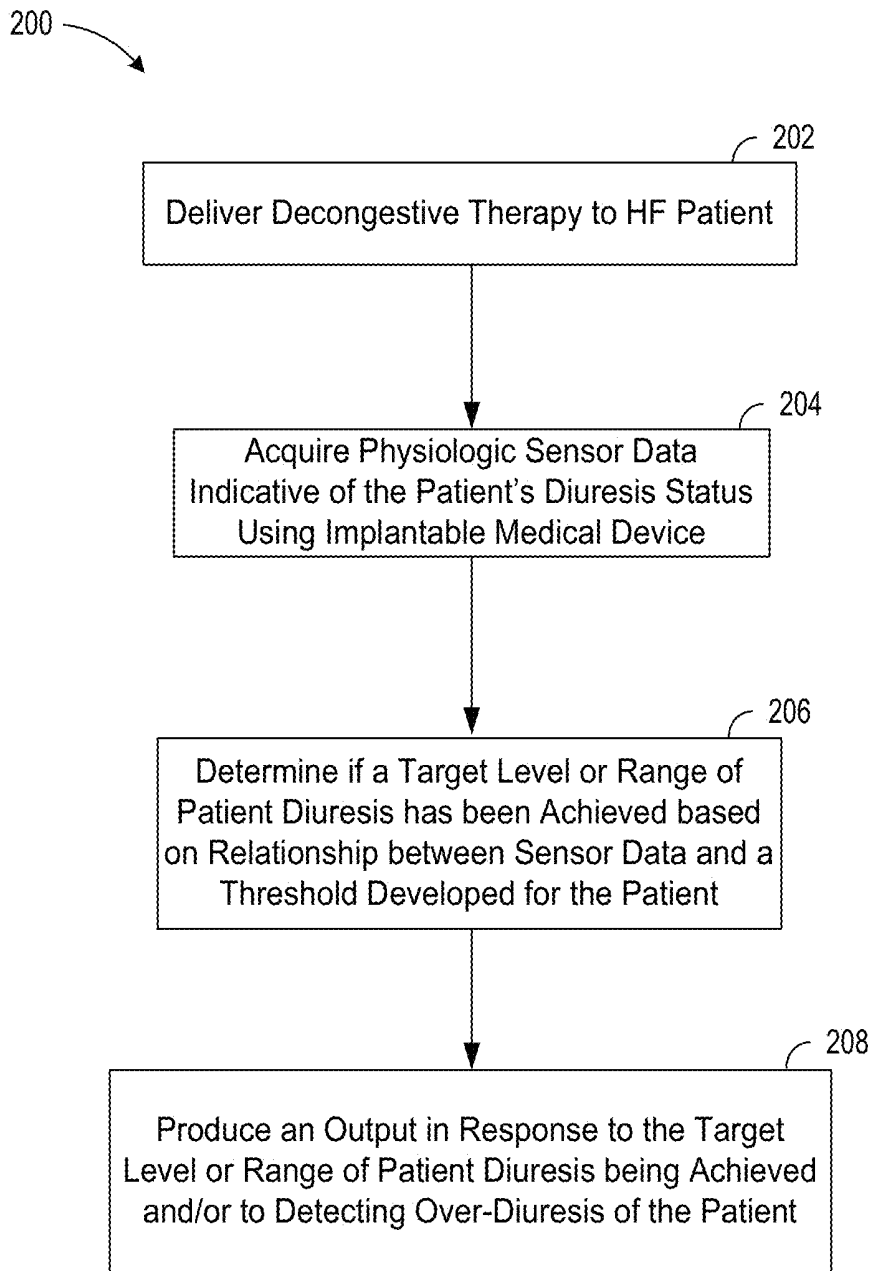 200
202
Deliver Decongestive Therapy to HF Patient
204
Acquire Physiologic Sensor Data
Indicative of the Patient's Diuresis Status
Using Implantable Medical Device
206
Determine if a Target Level or Range of
Patient Diuresis has been Achieved based
on Relationship between Sensor Data and a
Threshold Developed for the Patient
208
Produce an Output in Response to the Target
Level or Range of Patient Diuresis being Achieved
and/or to Detecting Over-Diuresis of the Patient